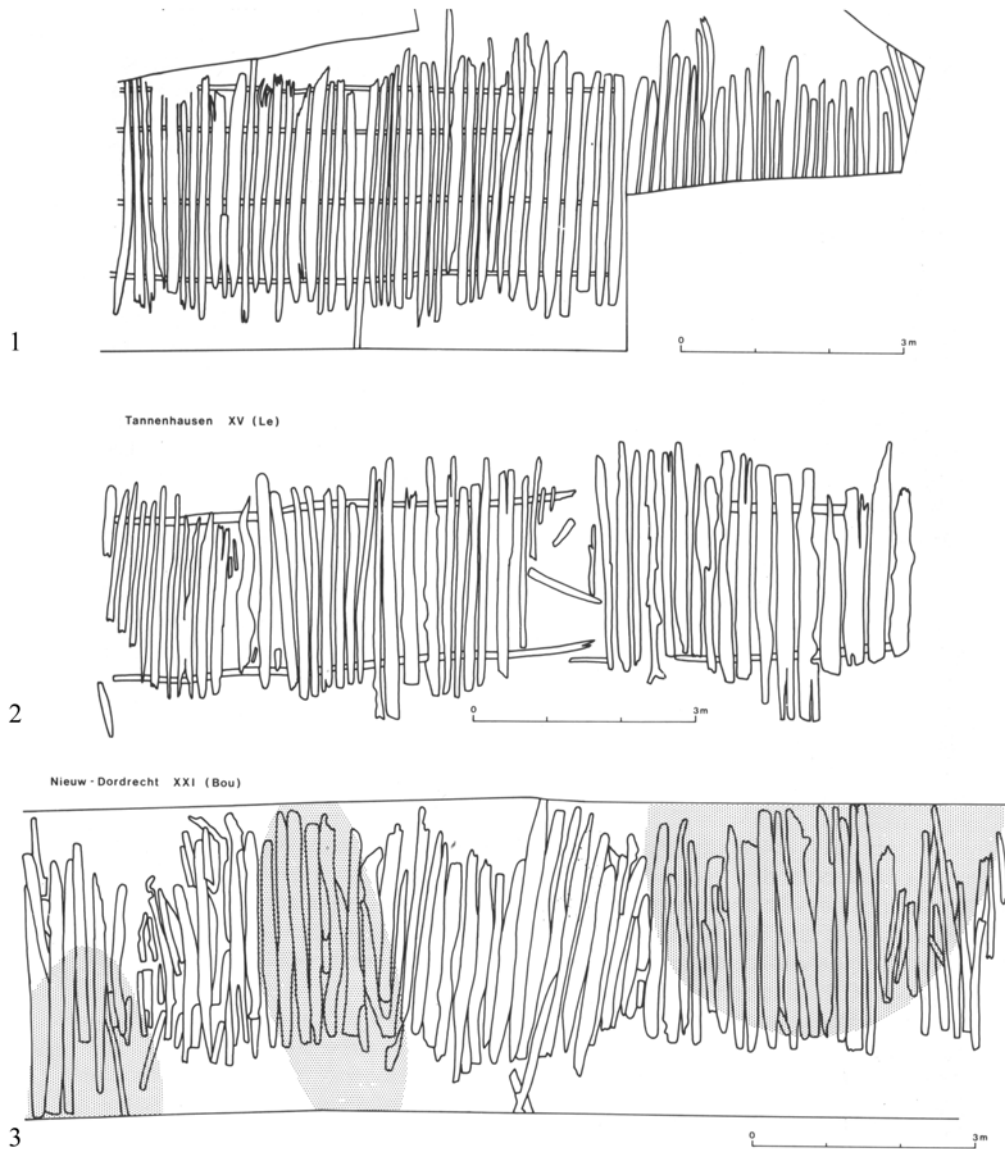 1
0 3m
Tannenhausen XV (Le)
2
0 3m
Nieuw-Dordrecht XXI (Bou)
3
0 3m